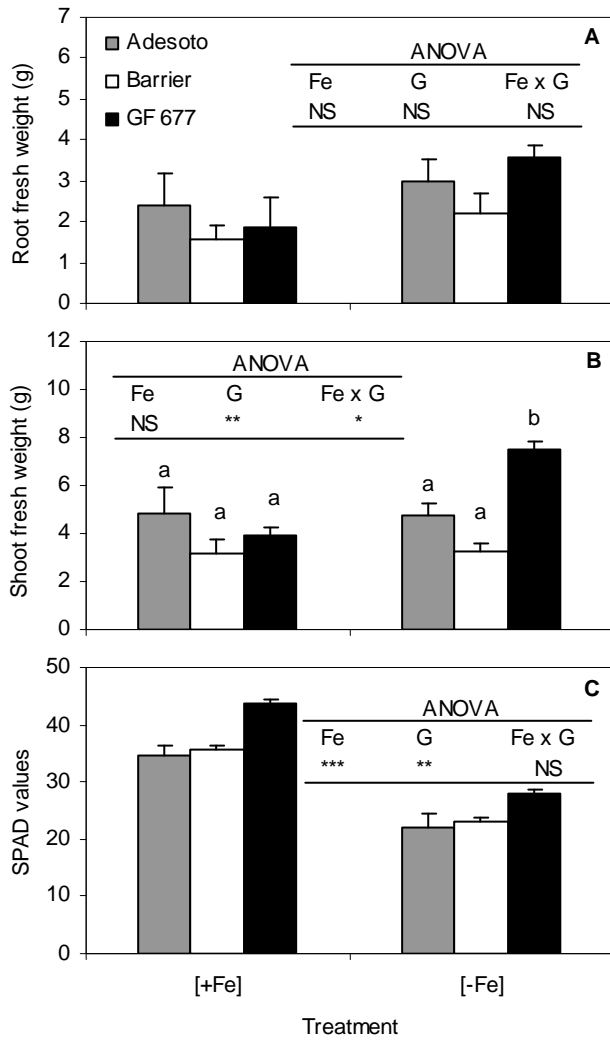 7
6
5
4
3
2
1
0
Root fresh weight (g)
Adesoto
Barrier
GF 677
A
ANOVA
Fe G Fe x G
NS NS NS
12
10
8
6
4
2
0
Shoot fresh weight (g)
B
ANOVA
Fe G Fe x G
NS ** *
a a a a a b
50
40
30
20
10
0
SPAD values
C
ANOVA
Fe G Fe x G
*** ** NS
[+Fe] [-Fe]
Treatment